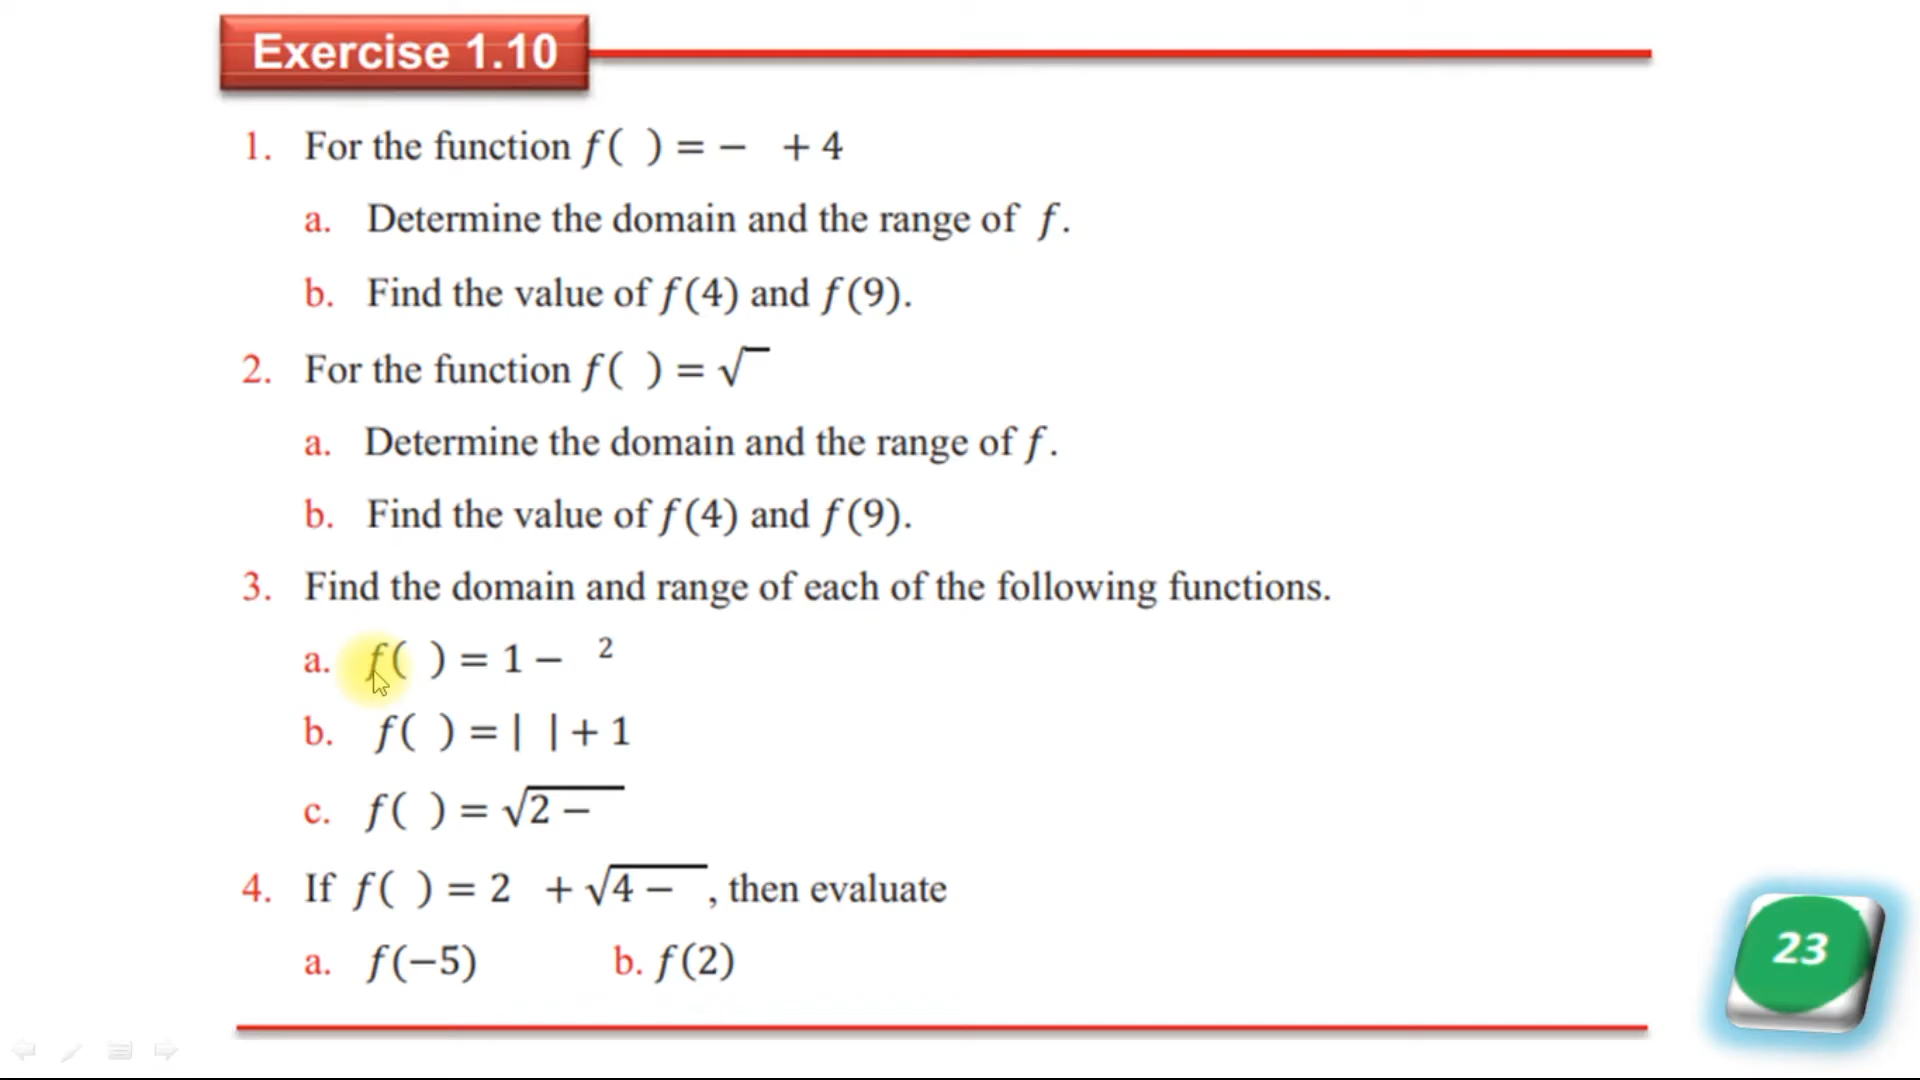 Exercise 1.10
1. For the function f( ) = − + 4
a. Determine the domain and the range of f.
b. Find the value of f(4) and f(9).
2. For the function f( ) = √
a. Determine the domain and the range of f.
b. Find the value of f(4) and f(9).
3. Find the domain and range of each of the following functions.
a. f( ) = 1 − ²
b. f( ) = | | + 1
c. f( ) = √2 −
4. If f( ) = 2 + √4 − , then evaluate
a. f(−5) b. f(2)
23